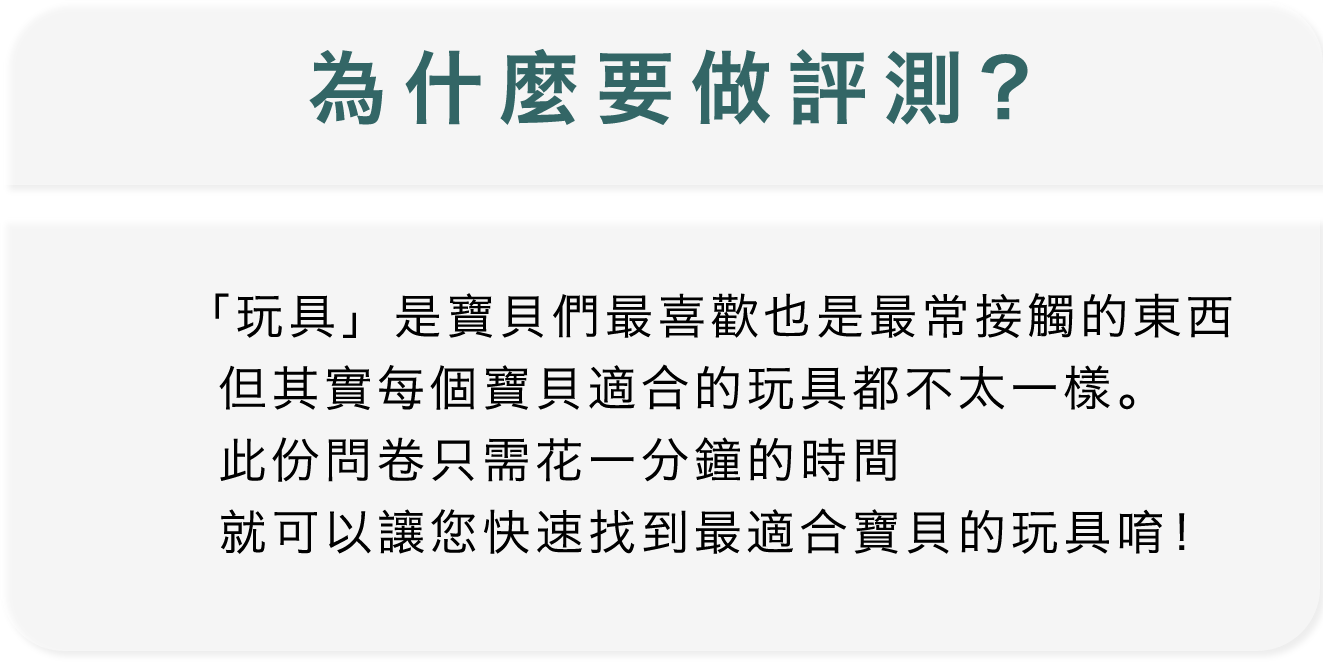 為什麼要做評測?
「玩具」是寶貝們最喜歡也是最常接觸的東西
但其實每個寶貝適合的玩具都不太一樣。
此份問卷只需花一分鐘的時間
就可以讓您快速找到最適合寶貝的玩具唷!